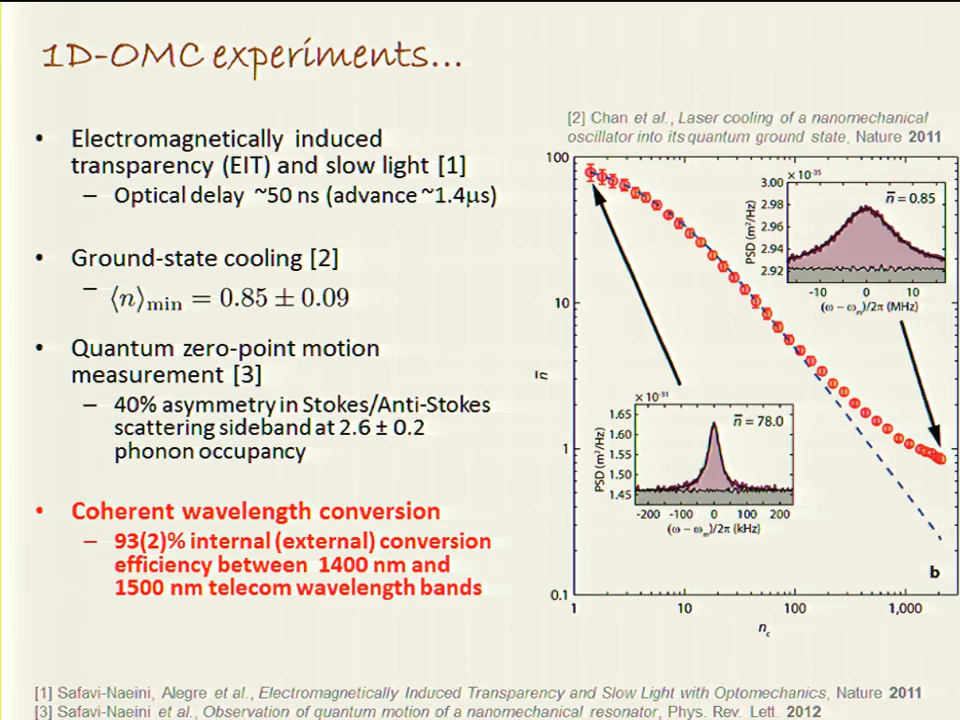 1D-OMC experiments...
• Electromagnetically induced
transparency (EIT) and slow light [1]
– Optical delay ~50 ns (advance ~1.4μs)
• Ground-state cooling [2]
– ⟨n⟩min = 0.85 ± 0.09
• Quantum zero-point motion
measurement [3]
– 40% asymmetry in Stokes/Anti-Stokes
scattering sideband at 2.6 ± 0.2
phonon occupancy
• Coherent wavelength conversion
– 93(2)% internal (external) conversion
efficiency between 1400 nm and
1500 nm telecom wavelength bands
[2] Chan et al., Laser cooling of a nanomechanical
oscillator into its quantum ground state, Nature 2011
100
10
1
0.1
n̄
1 10 100 1,000
nc
b
× 10⁻³⁵
3.00
2.98
2.96
2.94
2.92
PSD (m²/Hz)
n̄ = 0.85
-10 0 10
(ω − ωm)/2π (MHz)
× 10⁻³¹
1.65
1.60
1.55
1.50
1.45
PSD (m²/Hz)
n̄ = 78.0
-200 -100 0 100 200
(ω − ωm)/2π (kHz)
[1] Safavi-Naeini, Alegre et al., Electromagnetically Induced Transparency and Slow Light with Optomechanics, Nature 2011
[3] Safavi-Naeini et al., Observation of quantum motion of a nanomechanical resonator, Phys. Rev. Lett. 2012